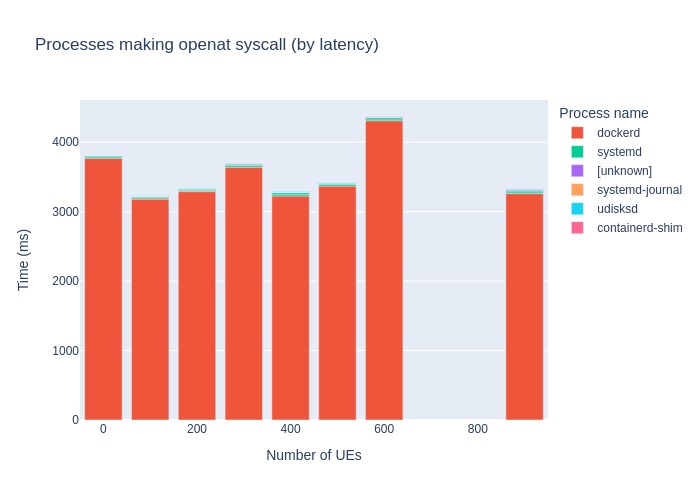 Processes making openat syscall (by latency)
Process name
dockerd
systemd
[unknown]
systemd-journal
udisksd
containerd-shim
4000
3000
2000
1000
0
Time (ms)
0 200 400 600 800
Number of UEs